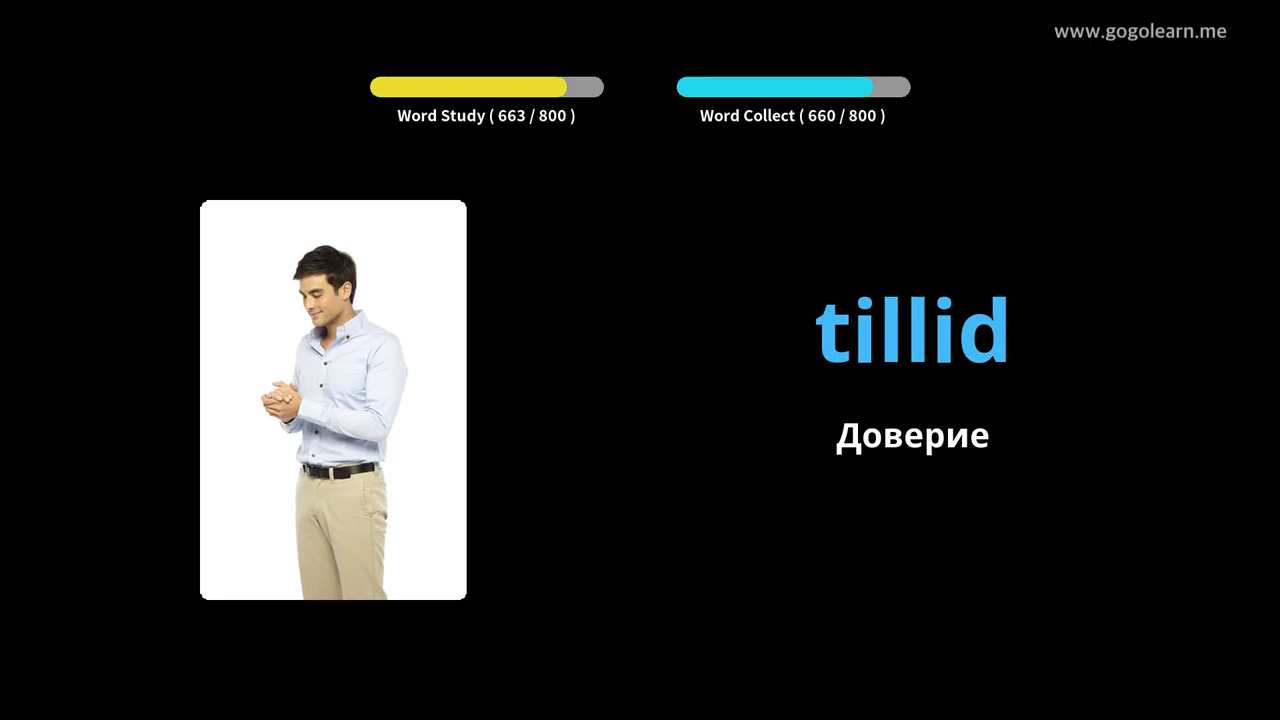 www.gogolearn.me
Word Study ( 663 / 800 )
Word Collect ( 660 / 800 )
tillid
Доверие